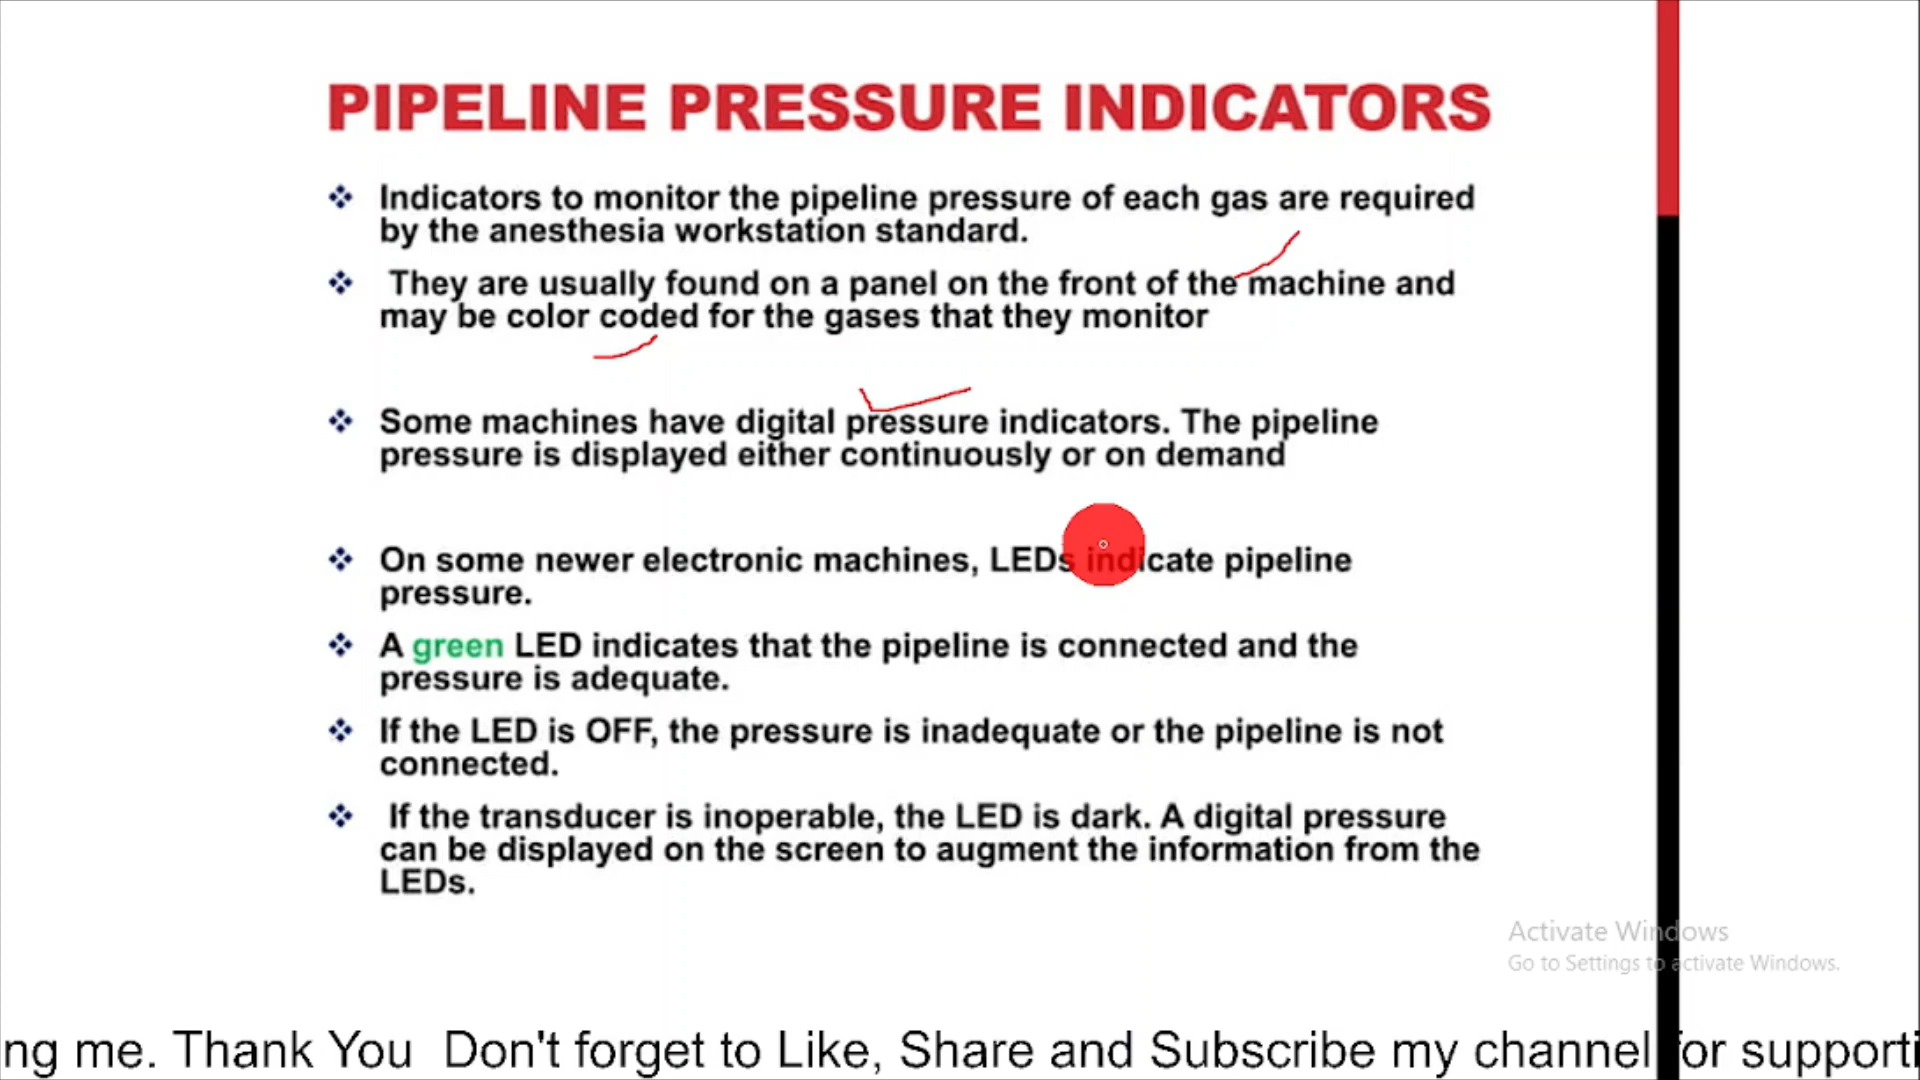 PIPELINE PRESSURE INDICATORS
❖ Indicators to monitor the pipeline pressure of each gas are required
by the anesthesia workstation standard.
❖ They are usually found on a panel on the front of the machine and
may be color coded for the gases that they monitor
❖ Some machines have digital pressure indicators. The pipeline
pressure is displayed either continuously or on demand
❖ On some newer electronic machines, LEDs indicate pipeline
pressure.
❖ A green LED indicates that the pipeline is connected and the
pressure is adequate.
❖ If the LED is OFF, the pressure is inadequate or the pipeline is not
connected.
❖ If the transducer is inoperable, the LED is dark. A digital pressure
can be displayed on the screen to augment the information from the
LEDs.
Activate Windows
Go to Settings to activate Windows.
ng me. Thank You Don't forget to Like, Share and Subscribe my channel for supporti